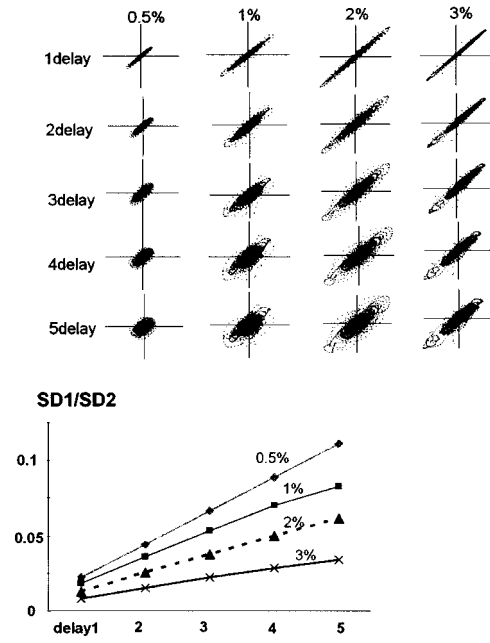 0.5% 1% 2% 3%
1delay
2delay
3delay
4delay
5delay
SD1/SD2
0.1
0.5%
1%
2%
0.05
3%
0
delay1 2 3 4 5